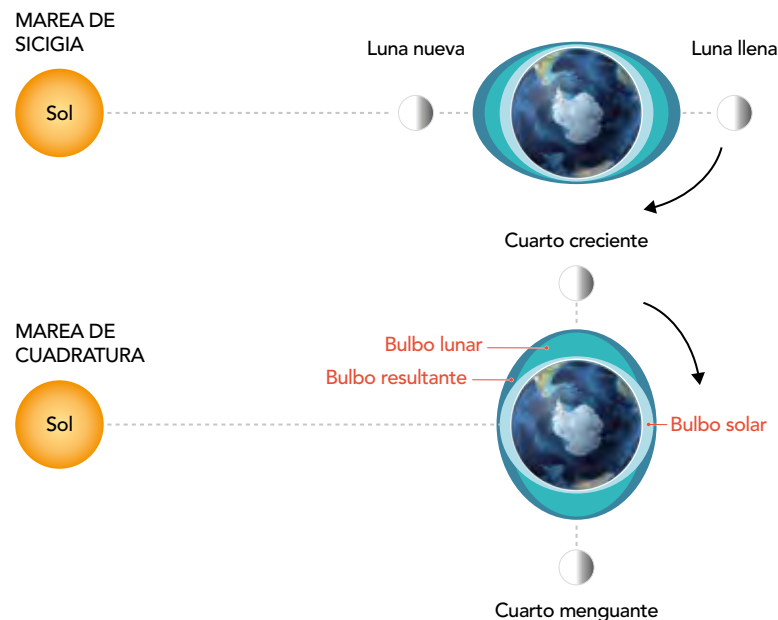 MAREA DE
SICIGIA
Luna nueva
Luna llena
Sol
Cuarto creciente
MAREA DE
CUADRATURA
Bulbo lunar
Bulbo resultante
Sol
Bulbo solar
Cuarto menguante